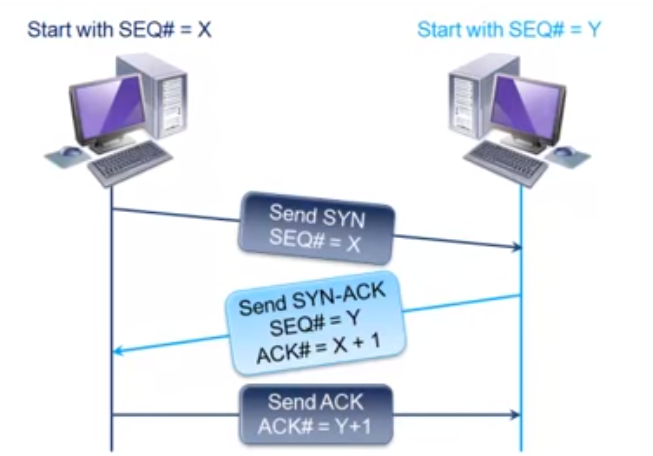 Start with SEQ# = X
Start with SEQ# = Y
Send SYN
SEQ# = X
Send SYN-ACK
SEQ# = Y
ACK# = X + 1
Send ACK
ACK# = Y+1